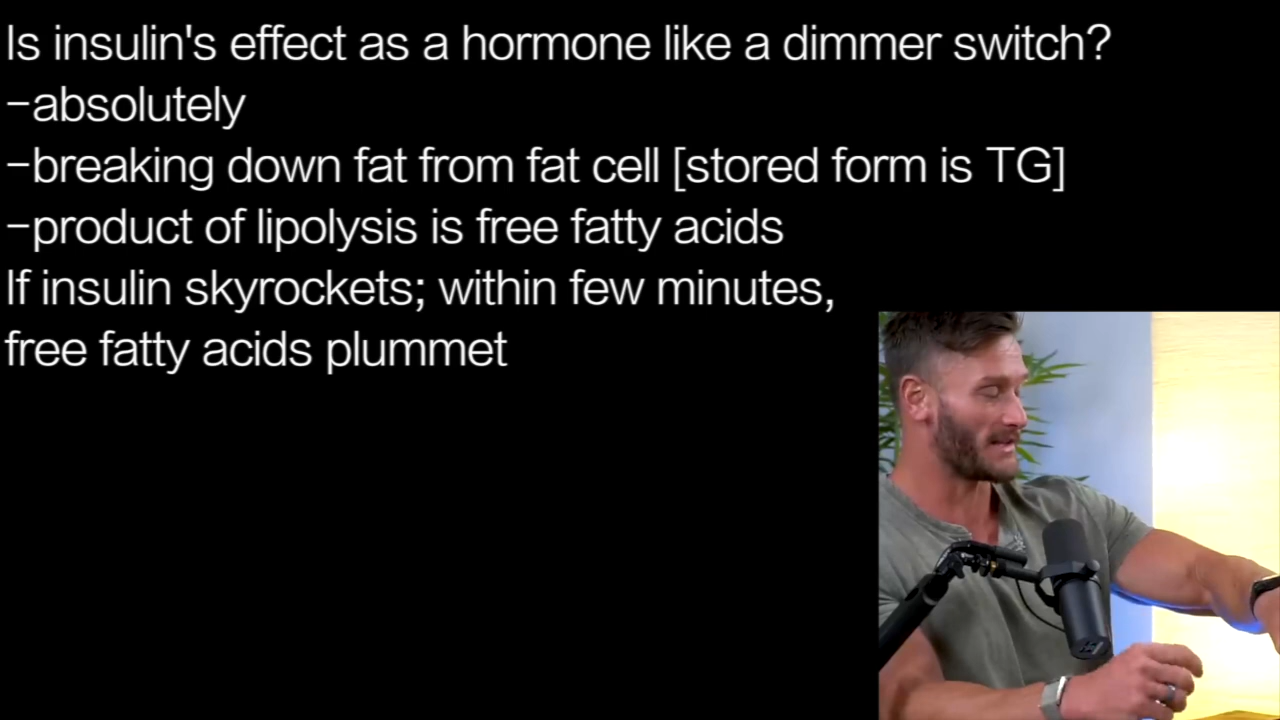 Is insulin's effect as a hormone like a dimmer switch?
-absolutely
-breaking down fat from fat cell [stored form is TG]
-product of lipolysis is free fatty acids
If insulin skyrockets; within few minutes,
free fatty acids plummet